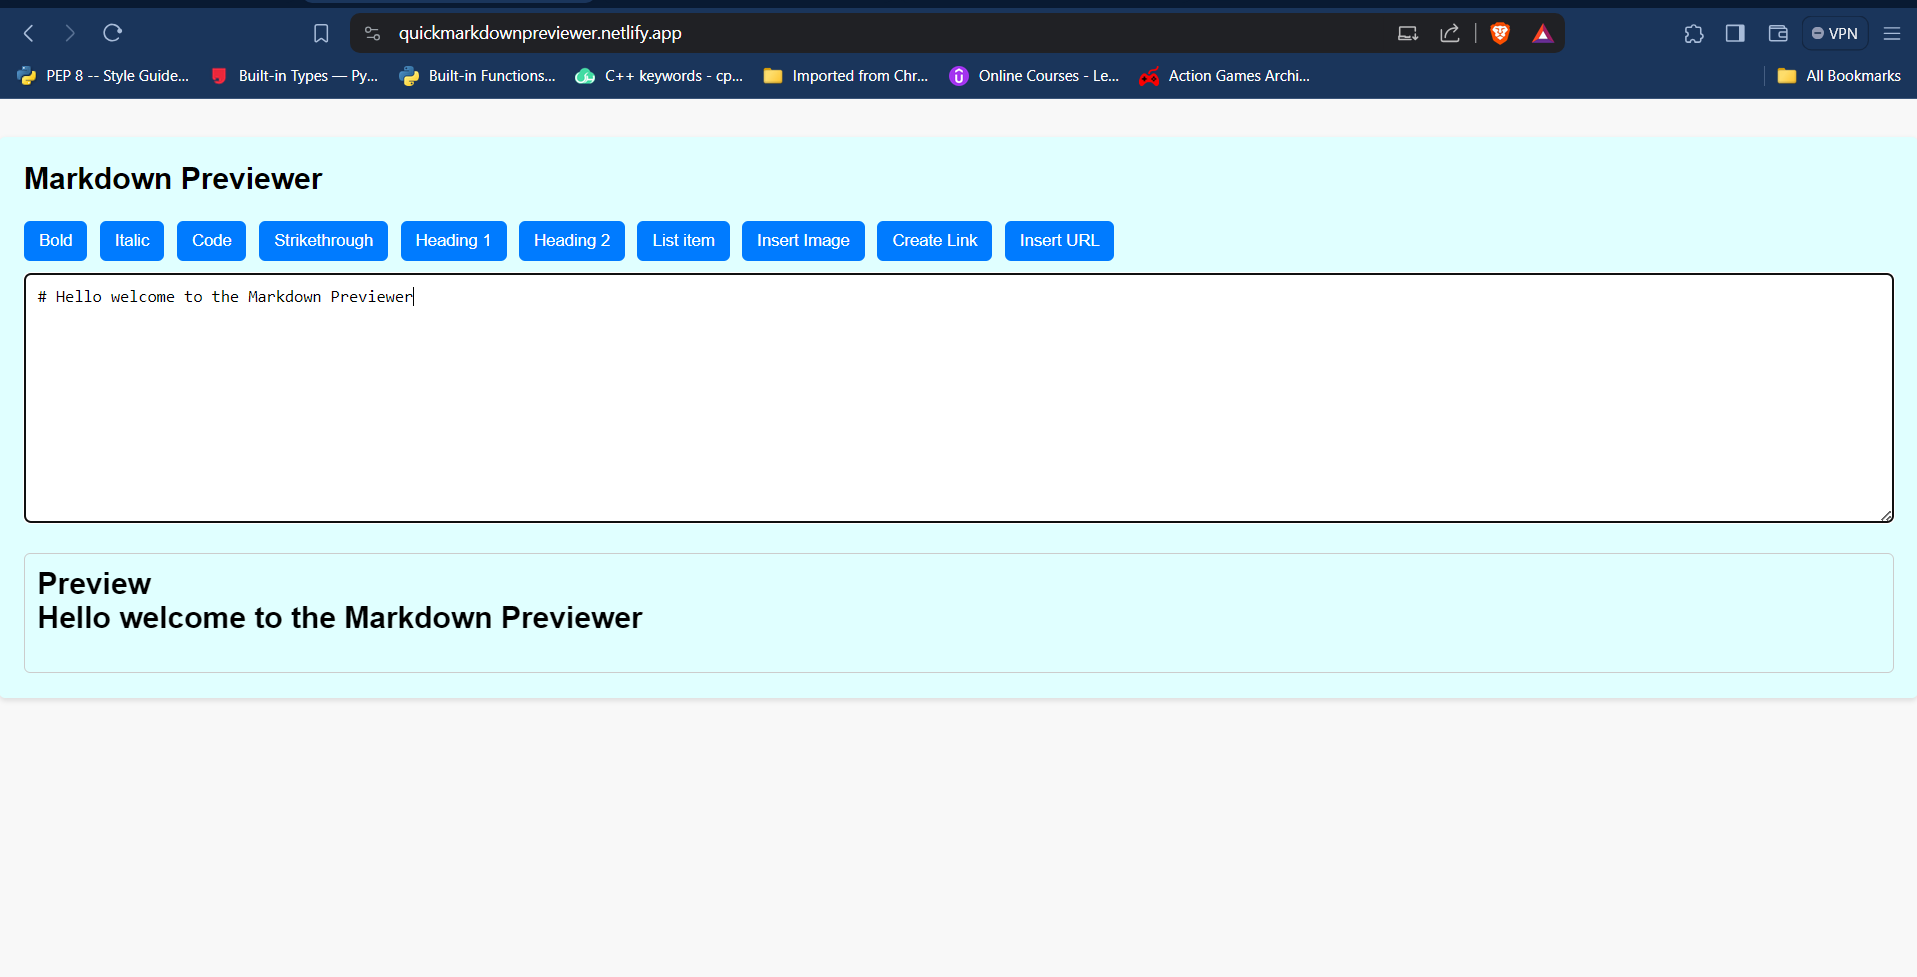 quickmarkdownpreviewer.netlify.app
VPN
PEP 8 -- Style Guide... Built-in Types — Py... Built-in Functions... C++ keywords - cp... Imported from Chr... Online Courses - Le... Action Games Archi... All Bookmarks
Markdown Previewer
Bold Italic Code Strikethrough Heading 1 Heading 2 List item Insert Image Create Link Insert URL
# Hello welcome to the Markdown Previewer
Preview
Hello welcome to the Markdown Previewer